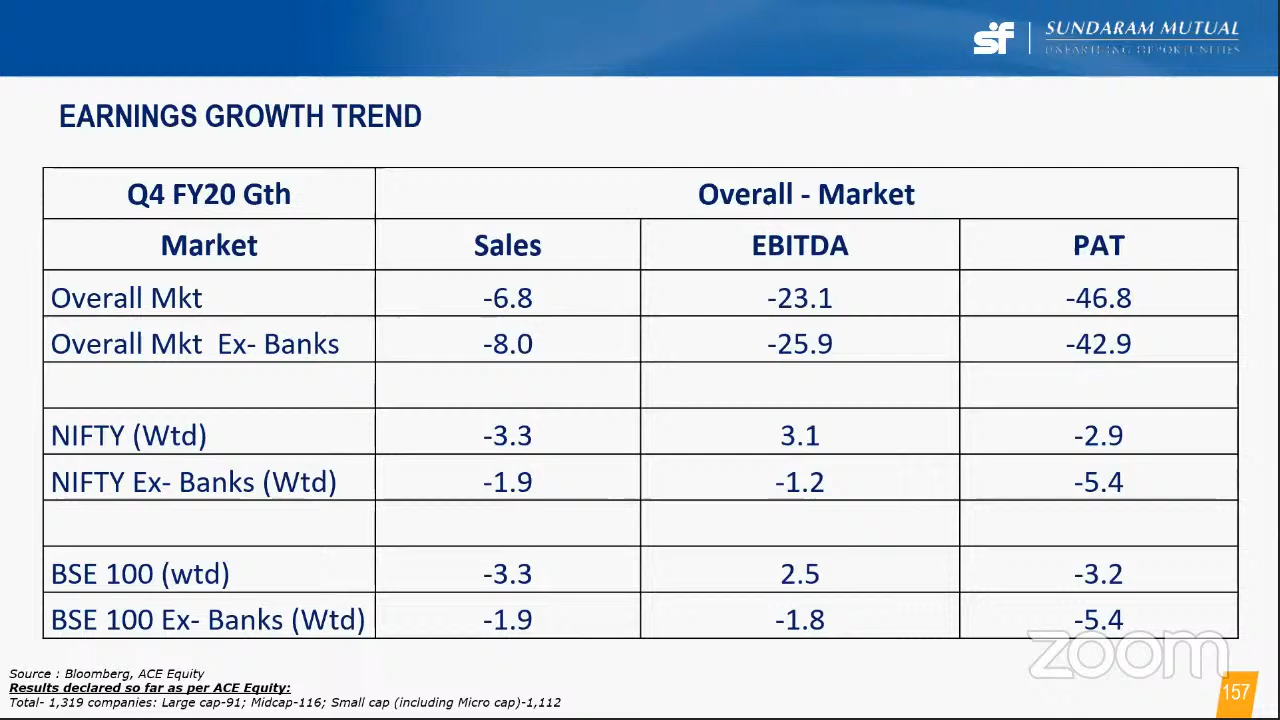 sf SUNDARAM MUTUAL
UNEARTHING OPPORTUNITIES
EARNINGS GROWTH TREND
Q4 FY20 Gth Overall - Market
Market Sales EBITDA PAT
Overall Mkt -6.8 -23.1 -46.8
Overall Mkt Ex- Banks -8.0 -25.9 -42.9
NIFTY (Wtd) -3.3 3.1 -2.9
NIFTY Ex- Banks (Wtd) -1.9 -1.2 -5.4
BSE 100 (wtd) -3.3 2.5 -3.2
BSE 100 Ex- Banks (Wtd) -1.9 -1.8 -5.4
zoom
Source : Bloomberg, ACE Equity
Results declared so far as per ACE Equity:
Total- 1,319 companies: Large cap-91; Midcap-116; Small cap (including Micro cap)-1,112
157